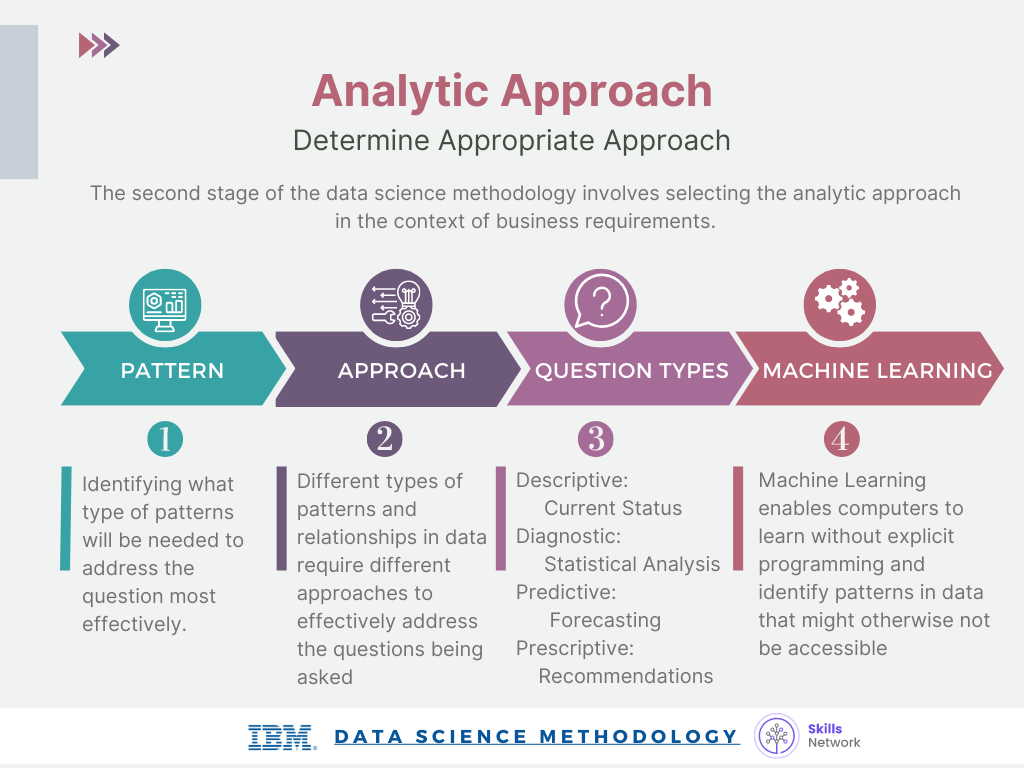 Analytic Approach
Determine Appropriate Approach
The second stage of the data science methodology involves selecting the analytic approach
in the context of business requirements.
PATTERN
1
Identifying what
type of patterns
will be needed to
address the
question most
effectively.
APPROACH
2
Different types of
patterns and
relationships in data
require different
approaches to
effectively address
the questions being
asked
?
QUESTION TYPES
3
Descriptive:
Current Status
Diagnostic:
Statistical Analysis
Predictive:
Forecasting
Prescriptive:
Recommendations
MACHINE LEARNING
4
Machine Learning
enables computers to
learn without explicit
programming and
identify patterns in data
that might otherwise not
be accessible
IBM® DATA SCIENCE METHODOLOGY
Skills
Network